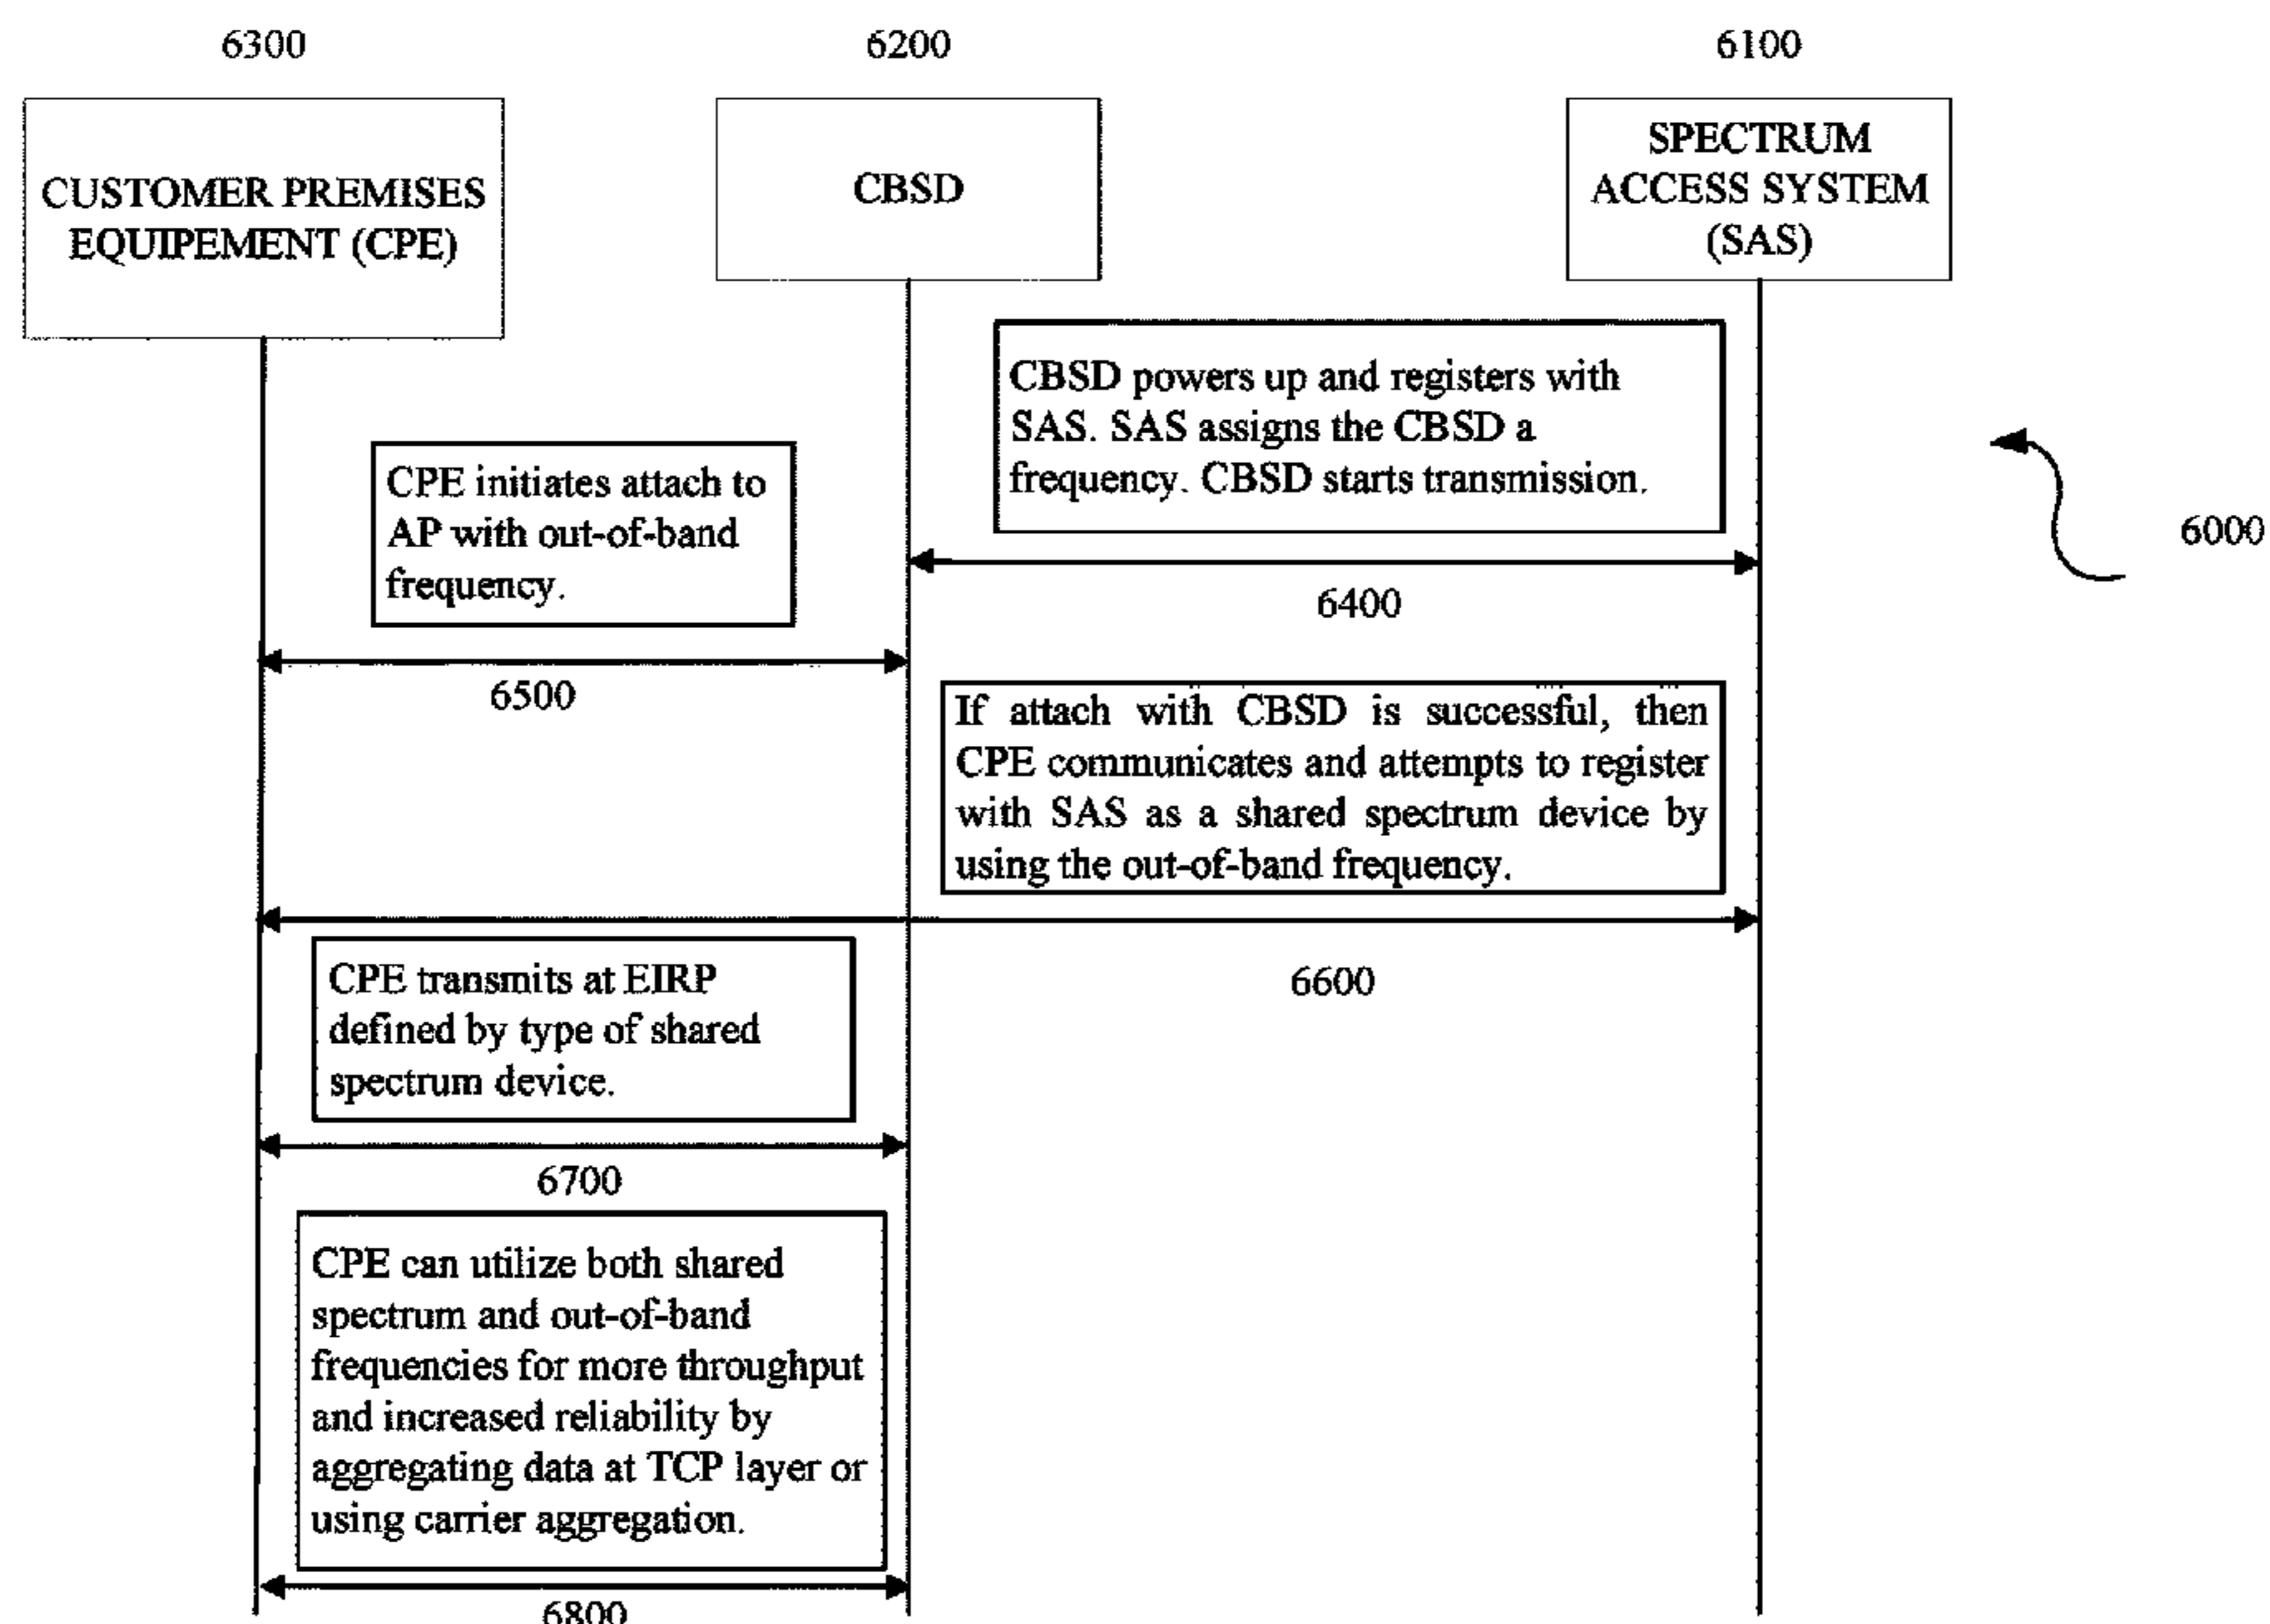 6300
6200
6100
CUSTOMER PREMISES
EQUIPEMENT (CPE)
CBSD
SPECTRUM
ACCESS SYSTEM
(SAS)
CBSD powers up and registers with
SAS. SAS assigns the CBSD a
frequency. CBSD starts transmission.
6400
6000
CPE initiates attach to
AP with out-of-band
frequency.
6500
If attach with CBSD is successful, then
CPE communicates and attempts to register
with SAS as a shared spectrum device by
using the out-of-band frequency.
6600
CPE transmits at EIRP
defined by type of shared
spectrum device.
6700
CPE can utilize both shared
spectrum and out-of-band
frequencies for more throughput
and increased reliability by
aggregating data at TCP layer or
using carrier aggregation.
6800